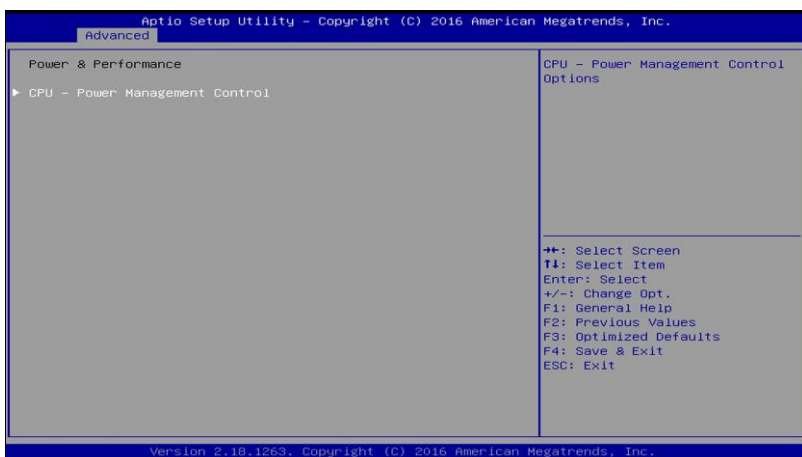 Aptio Setup Utility – Copyright (C) 2016 American Megatrends, Inc.
Advanced
Power & Performance
▶ CPU – Power Management Control
CPU – Power Management Control
Options
→←: Select Screen
↑↓: Select Item
Enter: Select
+/-: Change Opt.
F1: General Help
F2: Previous Values
F3: Optimized Defaults
F4: Save & Exit
ESC: Exit
Version 2.18.1263. Copyright (C) 2016 American Megatrends, Inc.